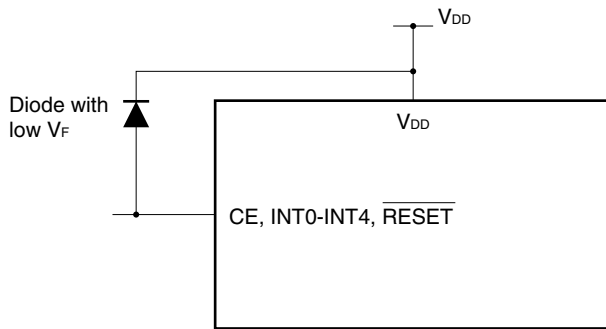 VDD
Diode with
low VF
VDD
CE, INT0-INT4, RESET